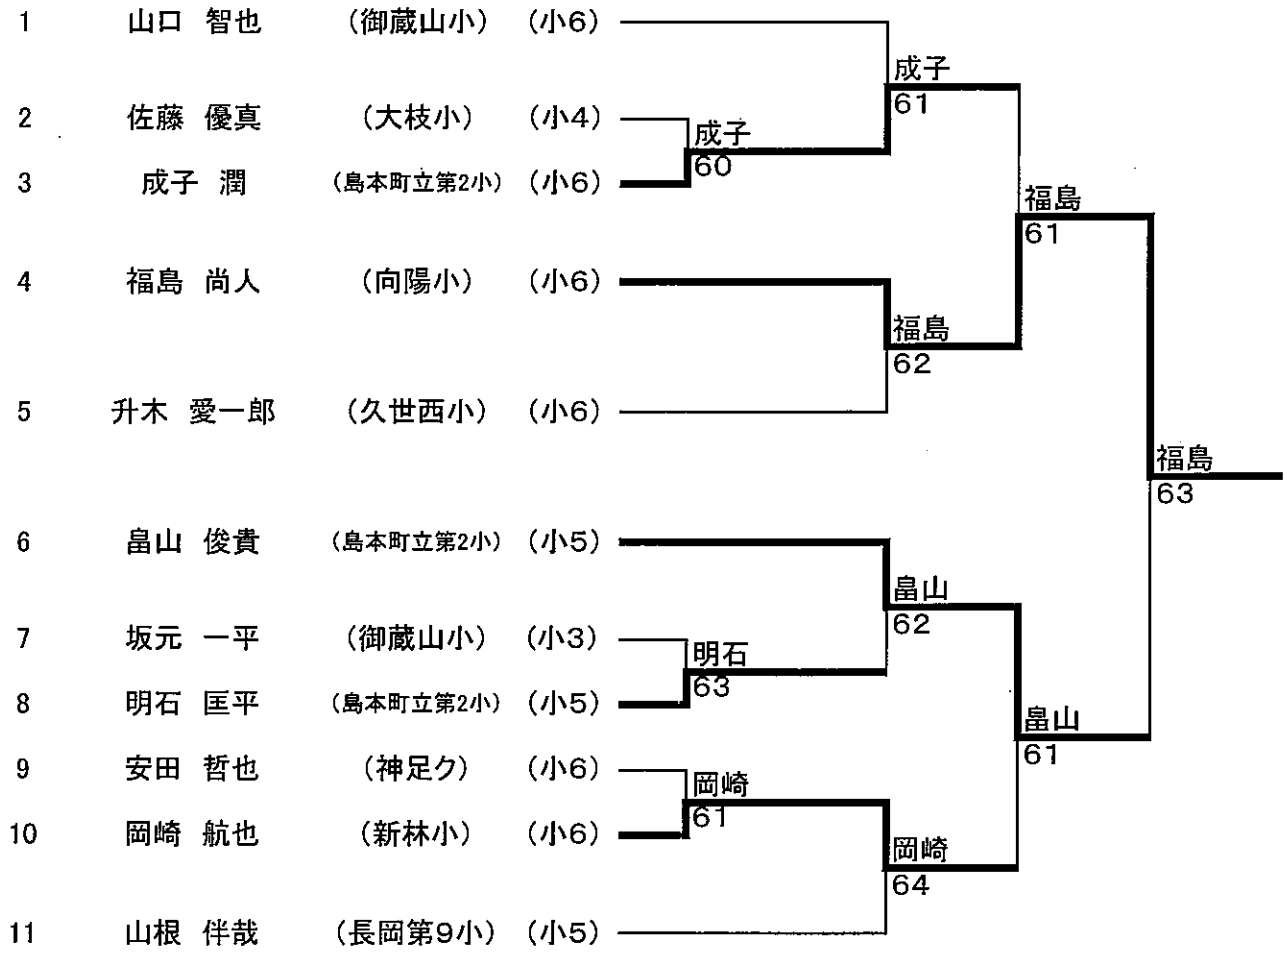 1 山口 智也 (御蔵山小) (小6)
成子
61
2 佐藤 優真 (大枝小) (小4)
成子
60
3 成子 潤 (島本町立第2小) (小6)
福島
61
4 福島 尚人 (向陽小) (小6)
福島
62
5 升木 愛一郎 (久世西小) (小6)
福島
63
6 畠山 俊貴 (島本町立第2小) (小5)
畠山
62
7 坂元 一平 (御蔵山小) (小3)
明石
63
8 明石 匡平 (島本町立第2小) (小5)
畠山
61
9 安田 哲也 (神足ク) (小6)
岡崎
61
10 岡崎 航也 (新林小) (小6)
岡崎
64
11 山根 伴哉 (長岡第9小) (小5)